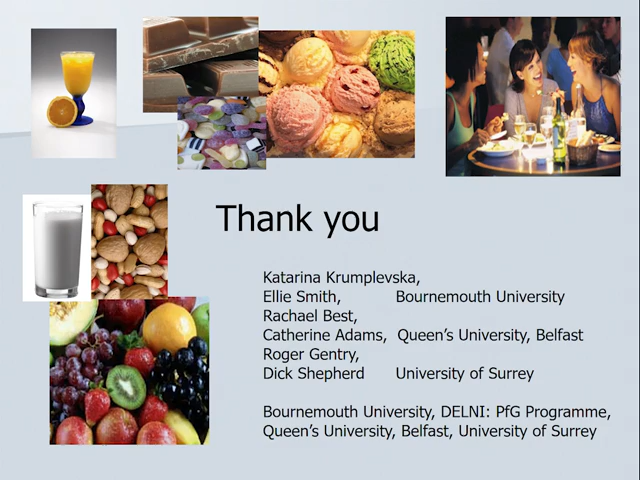 Thank you
Katarina Krumplevska,
Ellie Smith, Bournemouth University
Rachael Best,
Catherine Adams, Queen's University, Belfast
Roger Gentry,
Dick Shepherd University of Surrey
Bournemouth University, DELNI: PfG Programme,
Queen's University, Belfast, University of Surrey